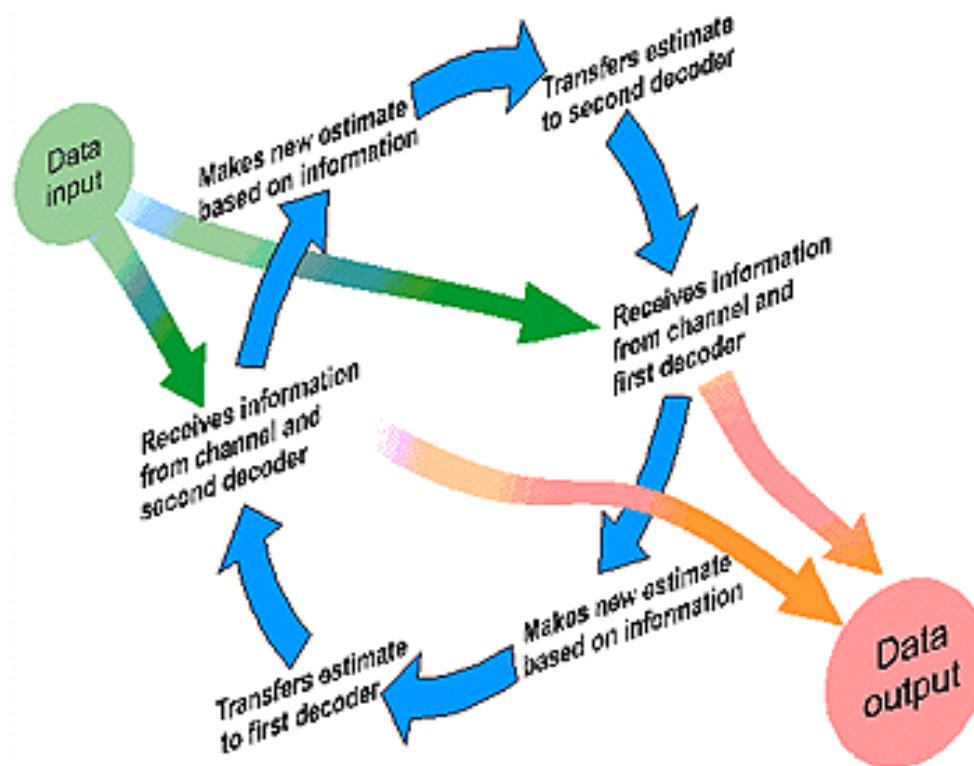 Data
input
Makes new estimate
based on information
Transfers estimate
to second decoder
Receives information
from channel and
first decoder
Receives information
from channel and
second decoder
Makes new estimate
based on information
Transfers estimate
to first decoder
Data
output